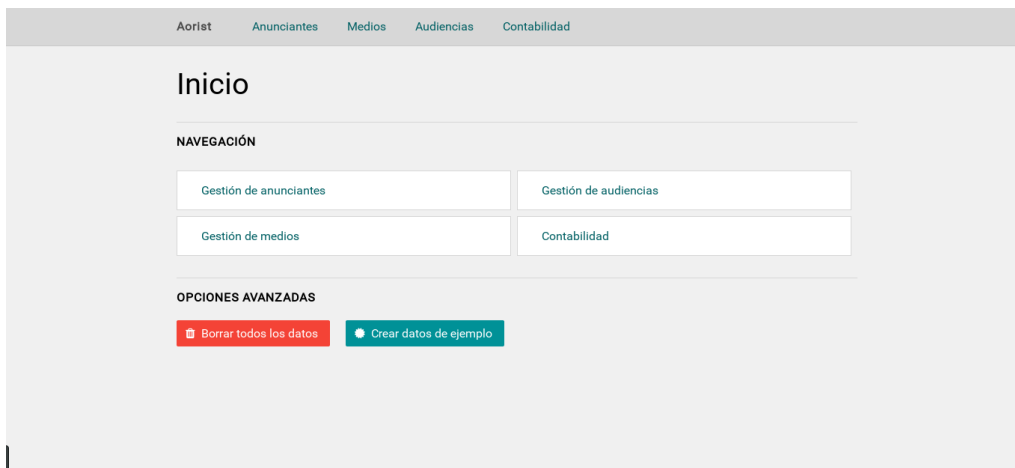 Aorist Anunciantes Medios Audiencias Contabilidad
Inicio
NAVEGACIÓN
Gestión de anunciantes Gestión de audiencias
Gestión de medios Contabilidad
OPCIONES AVANZADAS
Borrar todos los datos Crear datos de ejemplo